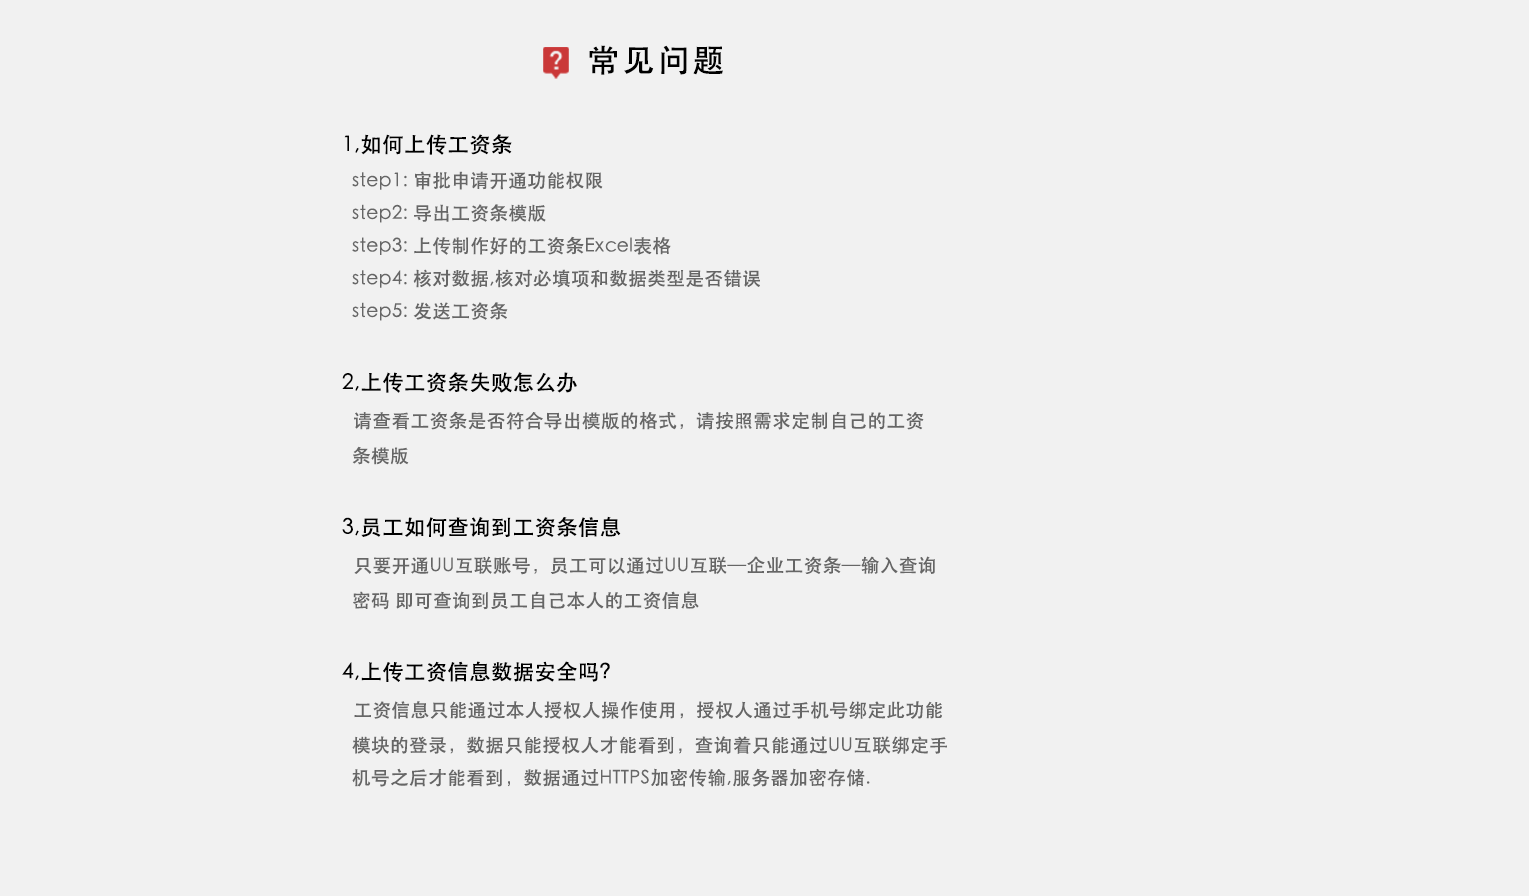 常见问题
1,如何上传工资条
step1: 审批申请开通功能权限
step2: 导出工资条模版
step3: 上传制作好的工资条Excel表格
step4: 核对数据,核对必填项和数据类型是否错误
step5: 发送工资条
2,上传工资条失败怎么办
请查看工资条是否符合导出模版的格式，请按照需求定制自己的工资
条模版
3,员工如何查询到工资条信息
只要开通UU互联账号，员工可以通过UU互联—企业工资条—输入查询
密码 即可查询到员工自己本人的工资信息
4,上传工资信息数据安全吗?
工资信息只能通过本人授权人操作使用，授权人通过手机号绑定此功能
模块的登录，数据只能授权人才能看到，查询着只能通过UU互联绑定手
机号之后才能看到，数据通过HTTPS加密传输,服务器加密存储.